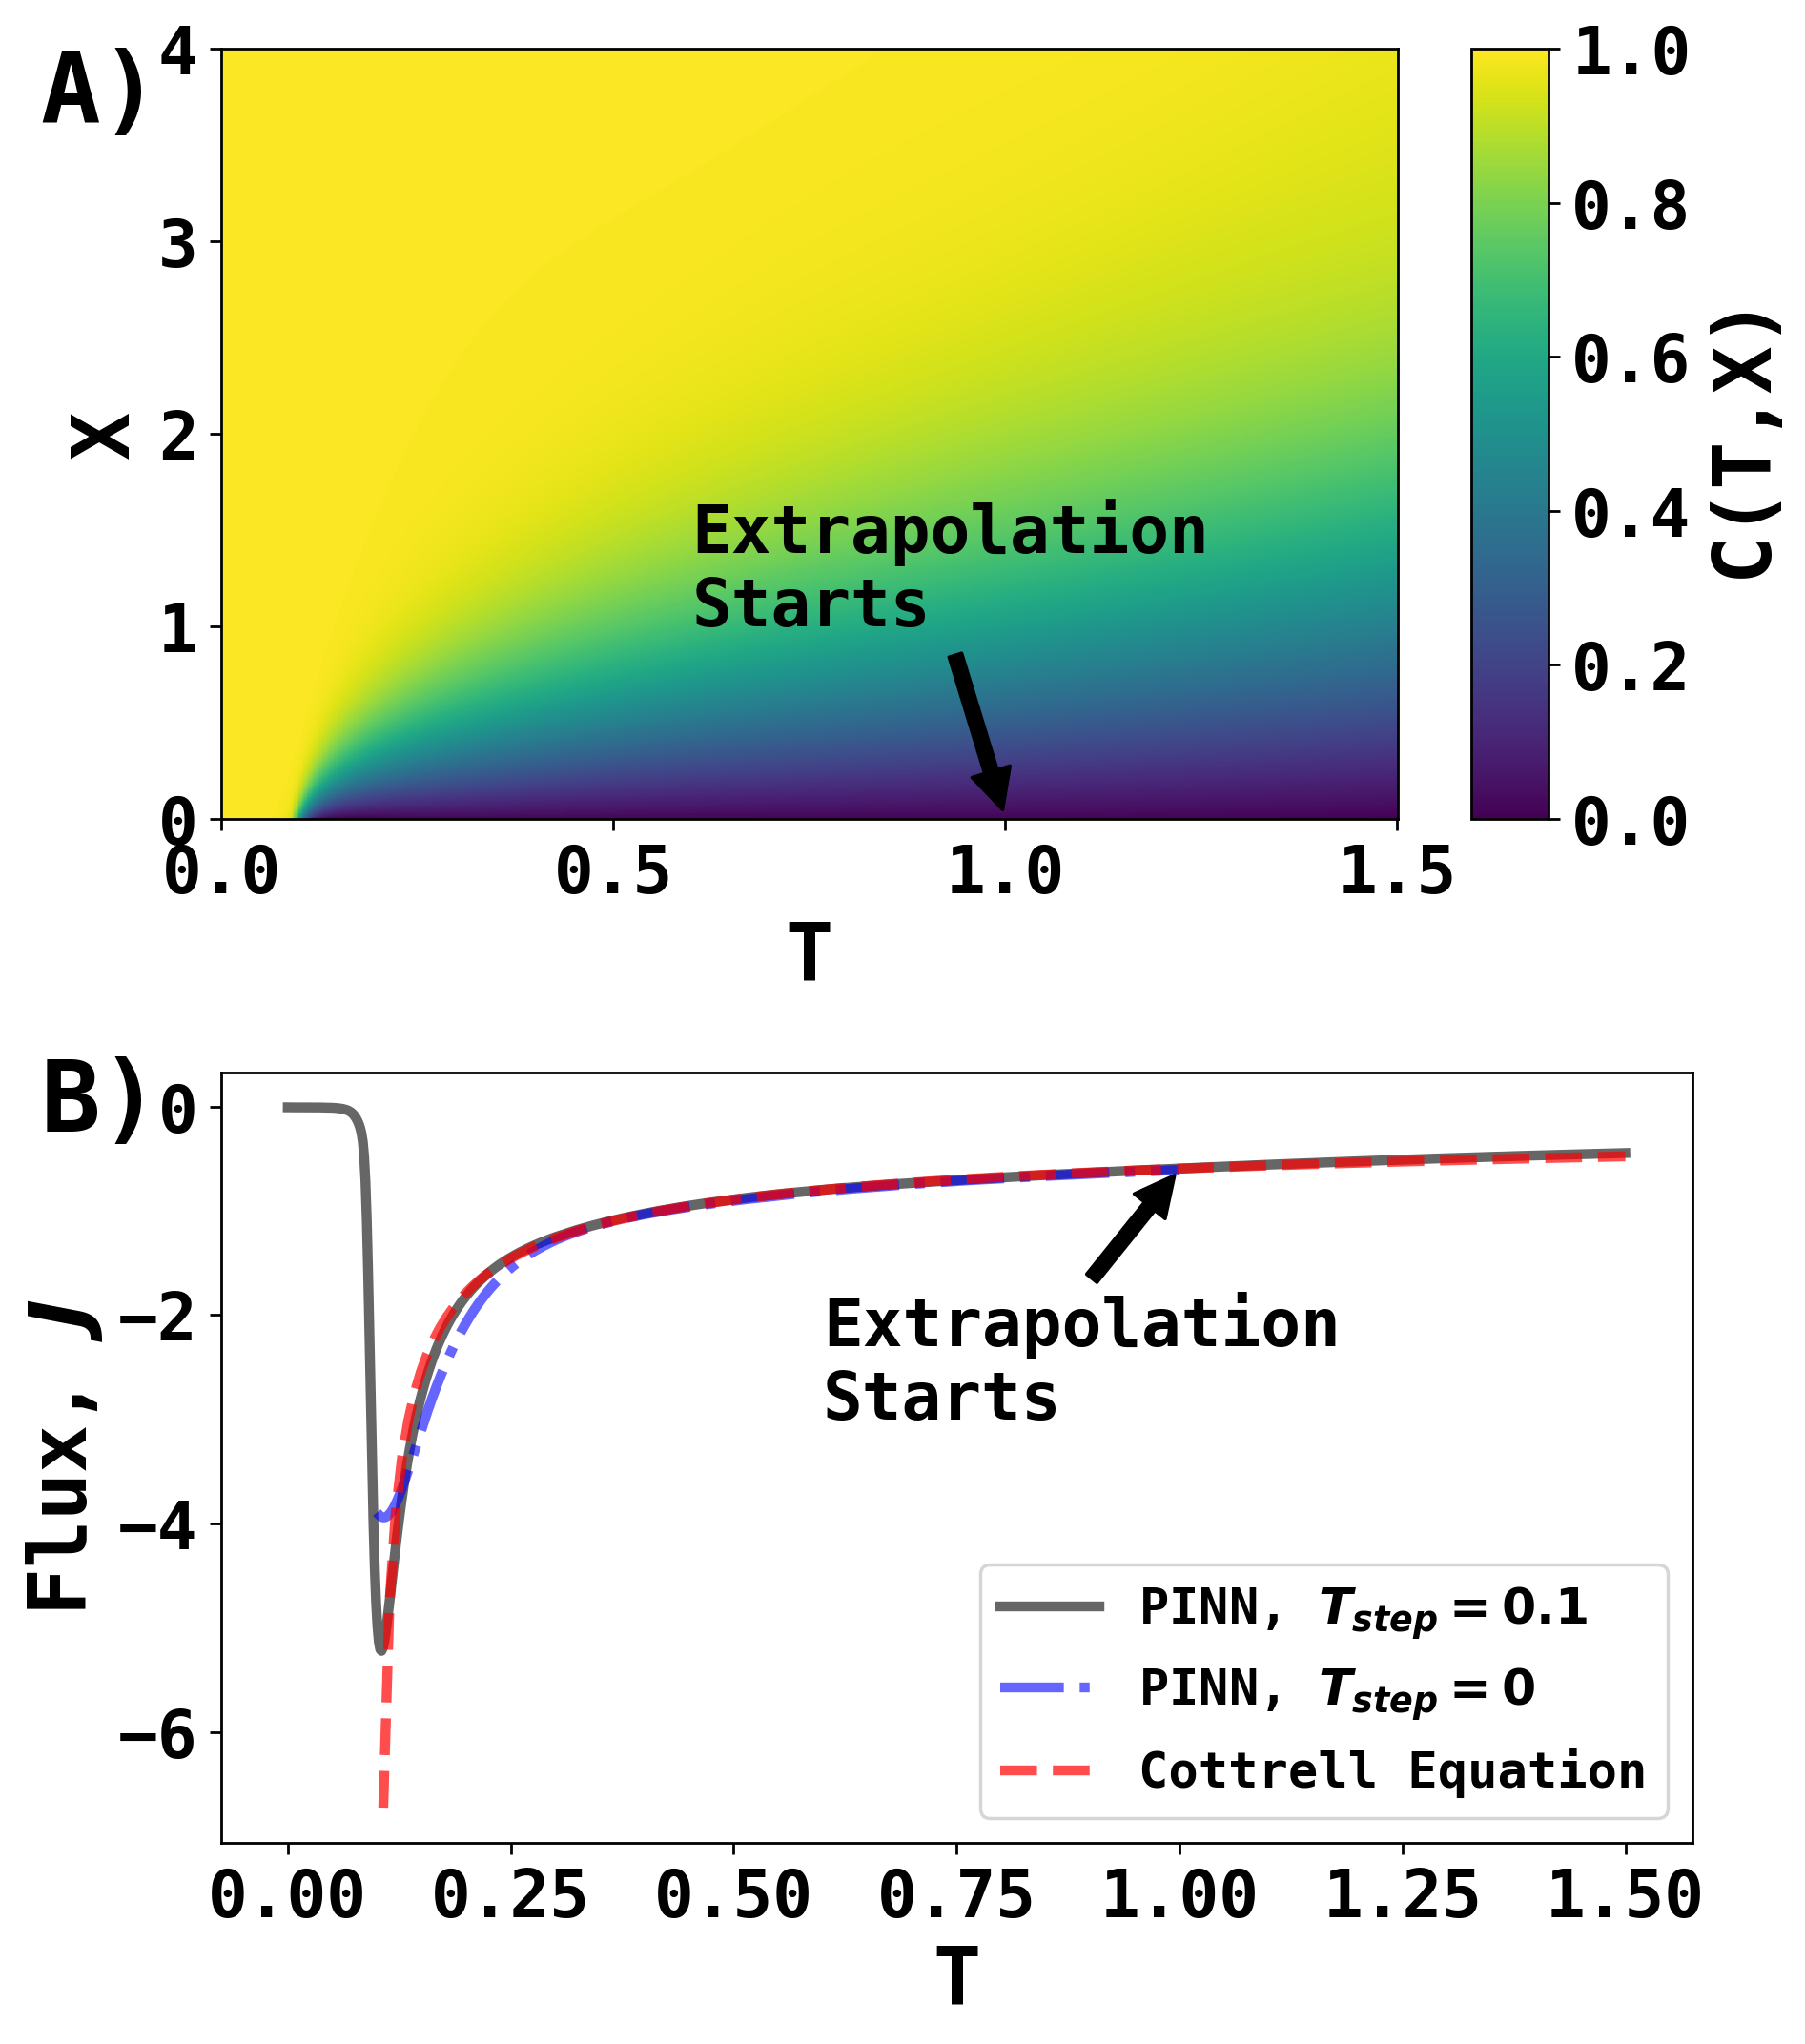 A)
4
3
2
1
0
X
0.0 0.5 1.0 1.5
T
Extrapolation
Starts
1.0
0.8
0.6
0.4
0.2
0.0
C(T,X)
B)
0
−2
−4
−6
Flux, J
Extrapolation
Starts
PINN, T_step = 0.1
PINN, T_step = 0
Cottrell Equation
0.00 0.25 0.50 0.75 1.00 1.25 1.50
T